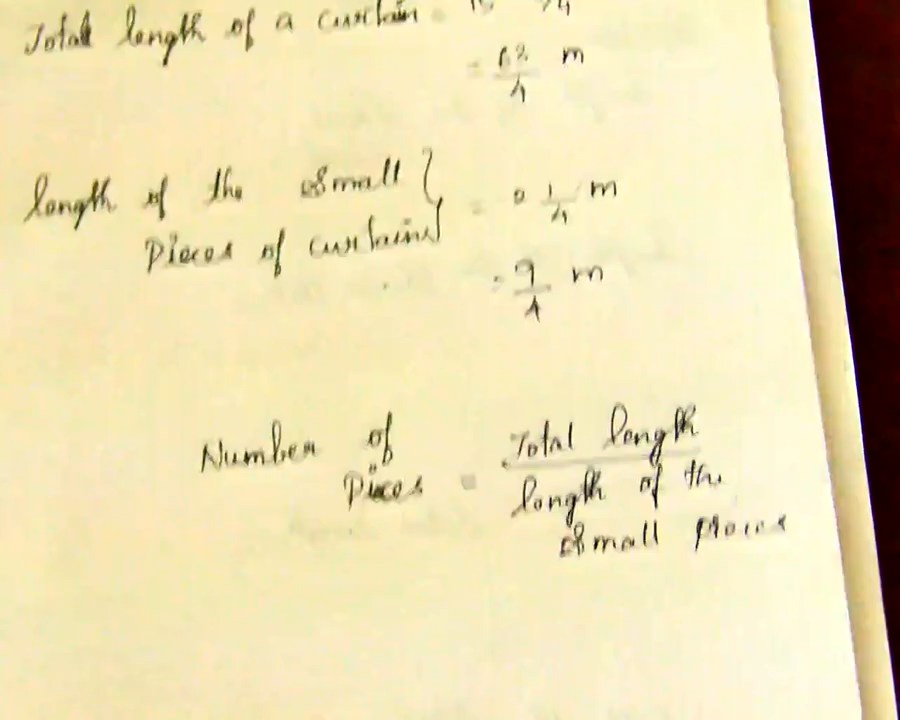 Total length of a curtain =
= 63/4 m
length of the small } = 2 1/4 m
Pieces of curtains
= 9/4 m
Number of Pieces = Total length / length of the small pieces